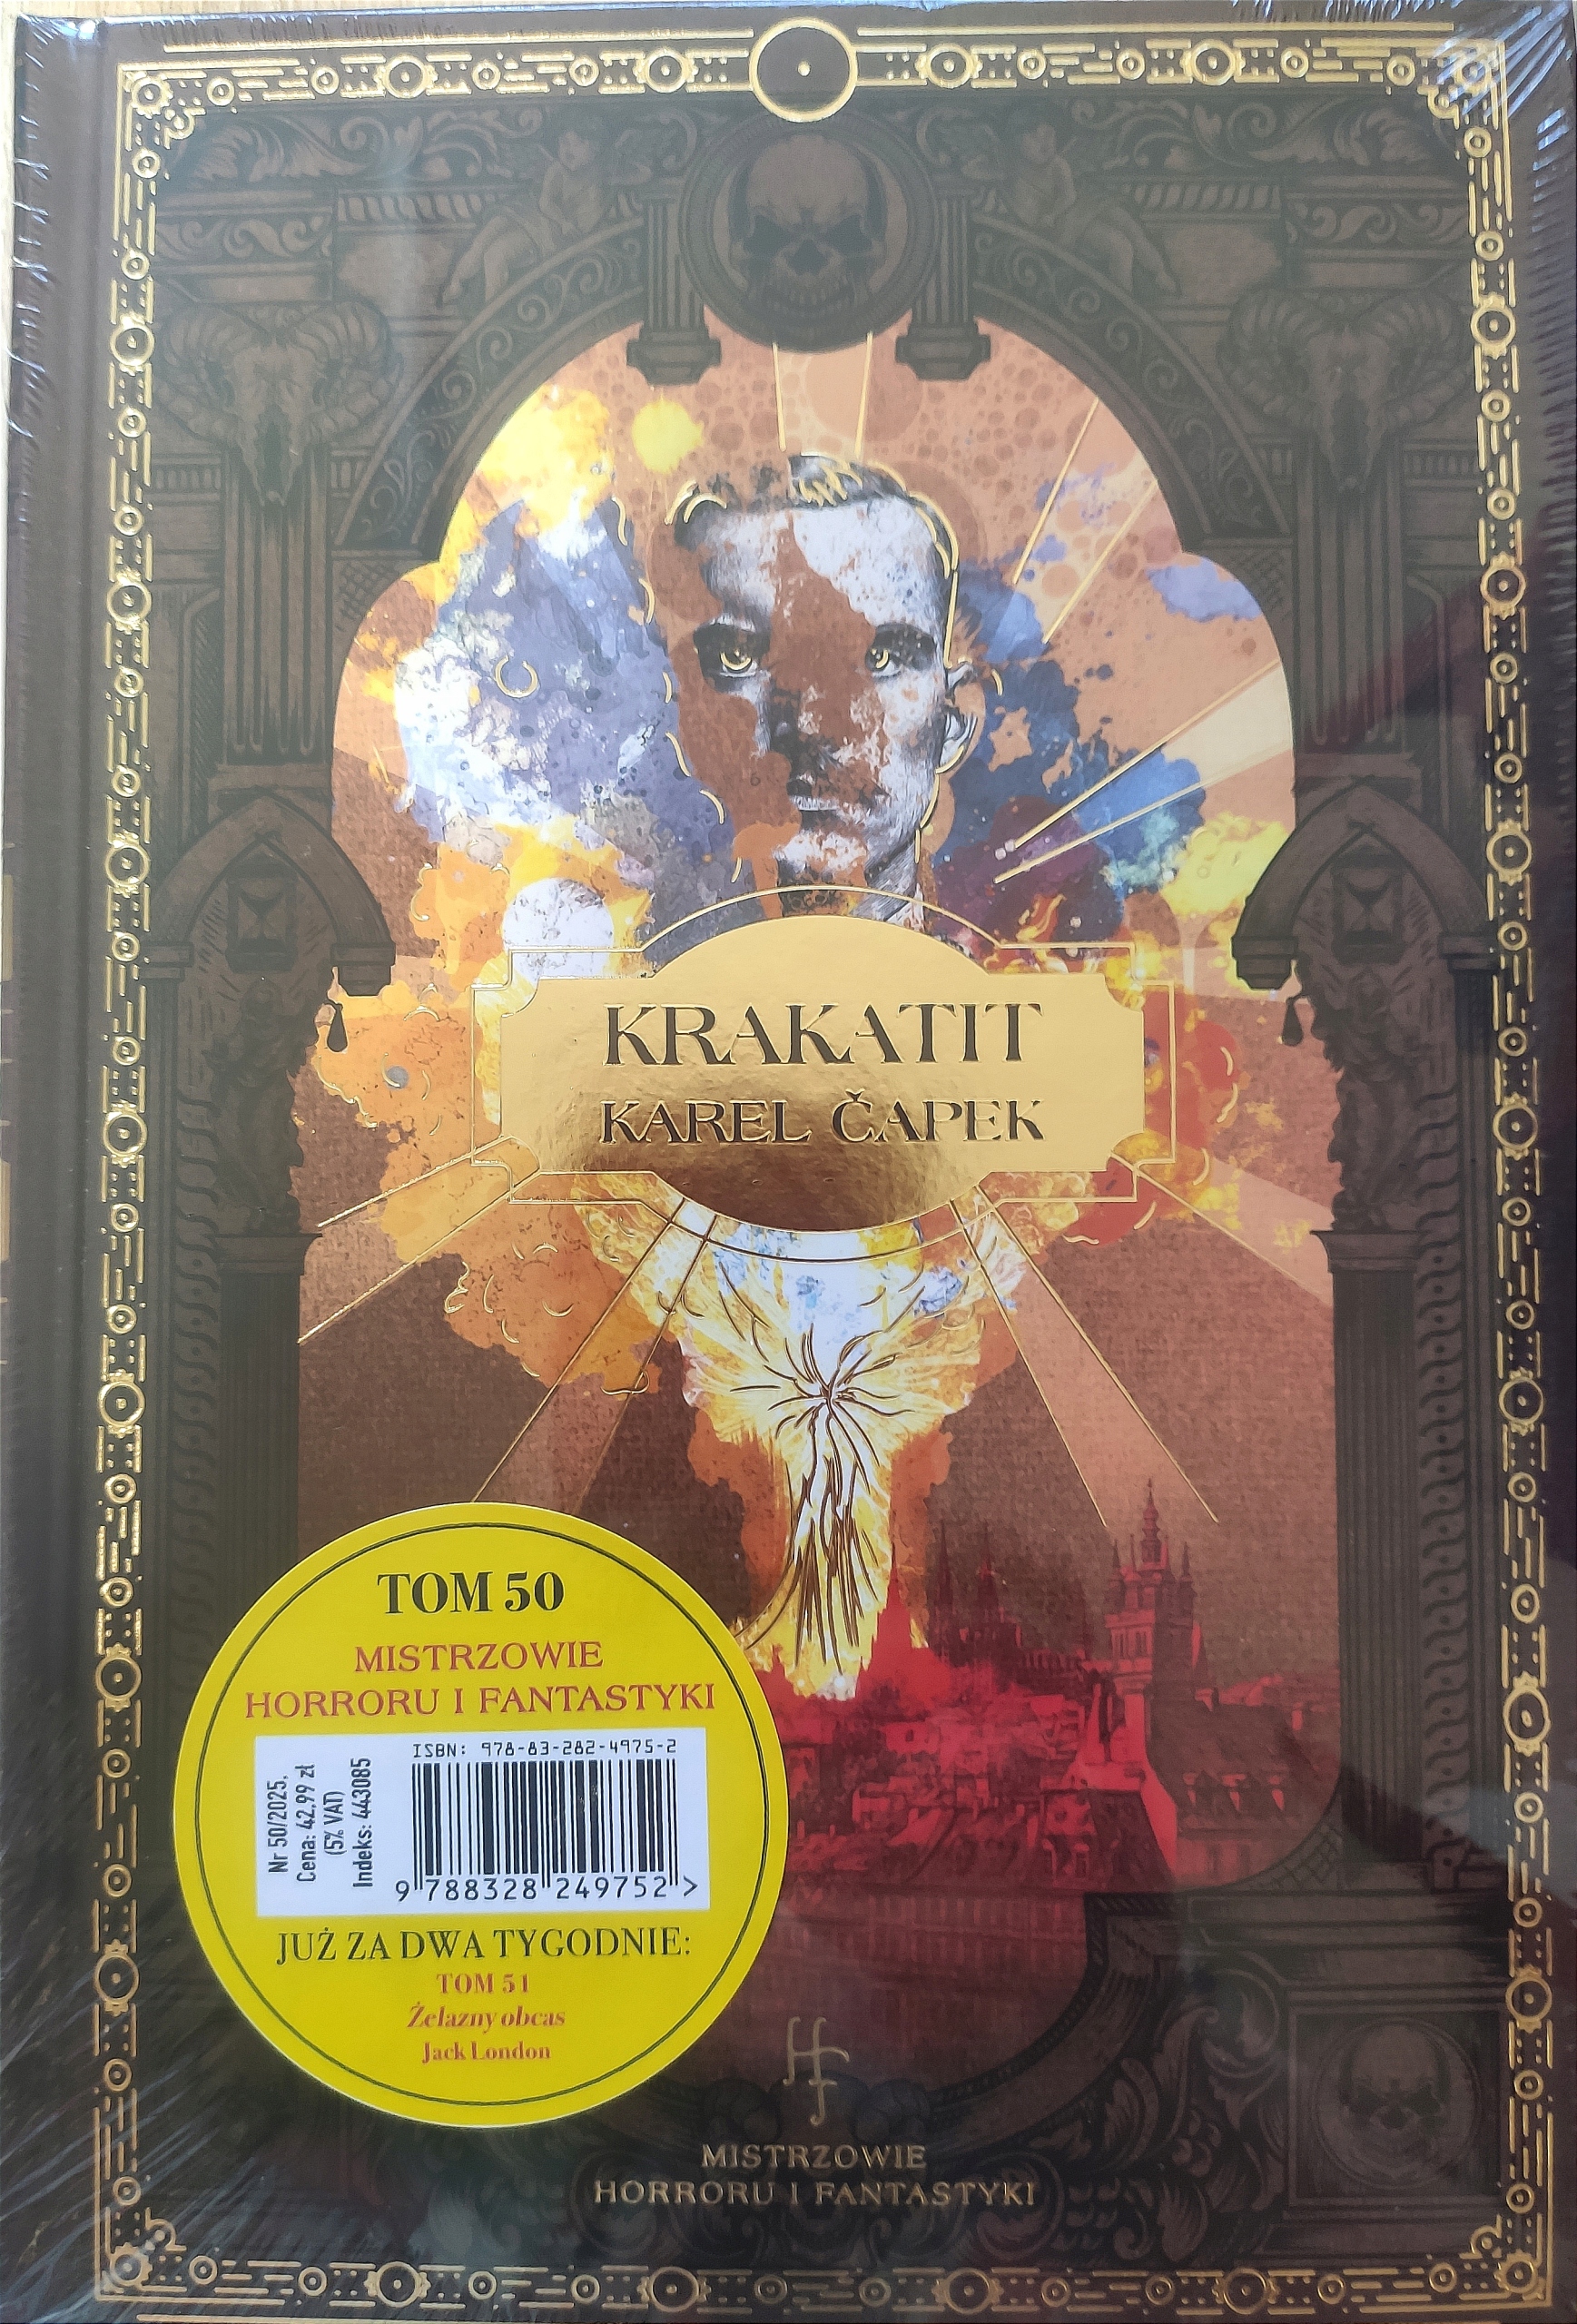 KRAKATIT
KAREL ČAPEK
TOM 50
MISTRZOWIE
HORRORU I FANTASTYKI
ISBN: 978-83-282-4975-2
Nr 50/2025,
Cena: 42,99 zł
(5% VAT)
Indeks: 443085
9 788328 249752 >
JUŻ ZA DWA TYGODNIE:
TOM 51
Żelazny obcas
Jack London
HF
MISTRZOWIE
HORRORU I FANTASTYKI